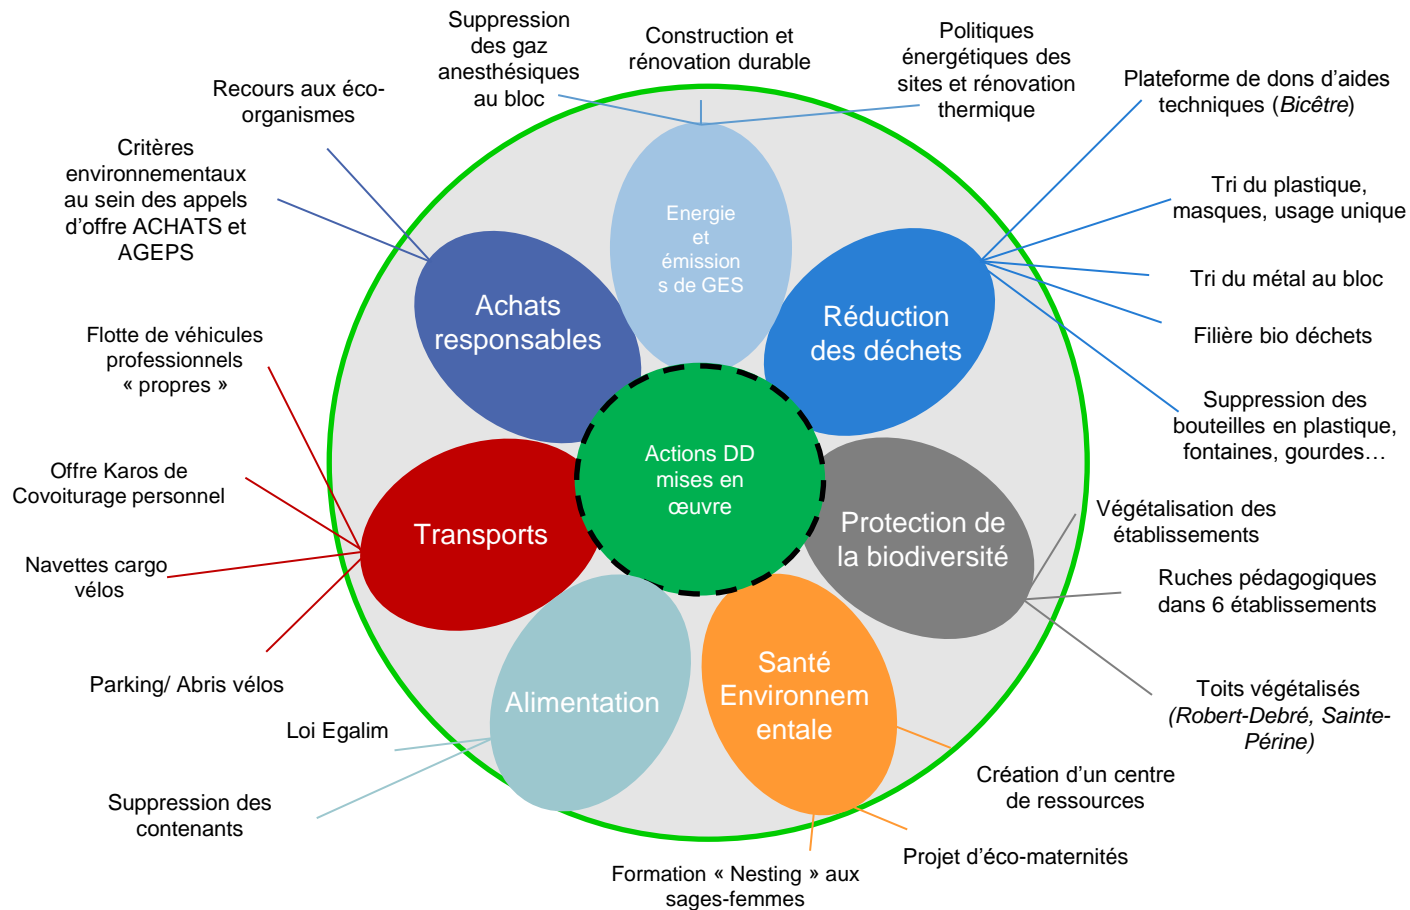 Suppression
des gaz
anesthésiques
au bloc
Construction et
rénovation durable
Politiques
énergétiques des
sites et rénovation
thermique
Recours aux éco-
organismes
Critères
environnementaux
au sein des appels
d’offre ACHATS et
AGEPS
Plateforme de dons d’aides
techniques (Bicêtre)
Tri du plastique,
masques, usage unique
Tri du métal au bloc
Filière bio déchets
Suppression des
bouteilles en plastique,
fontaines, gourdes…
Energie
et
émission
s de GES
Achats
responsables
Réduction
des déchets
Flotte de véhicules
professionnels
« propres »
Offre Karos de
Covoiturage personnel
Navettes cargo
vélos
Parking/ Abris vélos
Transports
Actions DD
mises en
œuvre
Protection de
la biodiversité
Végétalisation des
établissements
Ruches pédagogiques
dans 6 établissements
Toits végétalisés
(Robert-Debré, Sainte-
Périne)
Alimentation
Santé
Environnem
entale
Loi Egalim
Suppression des
contenants
Création d’un centre
de ressources
Projet d’éco-maternités
Formation « Nesting » aux
sages-femmes